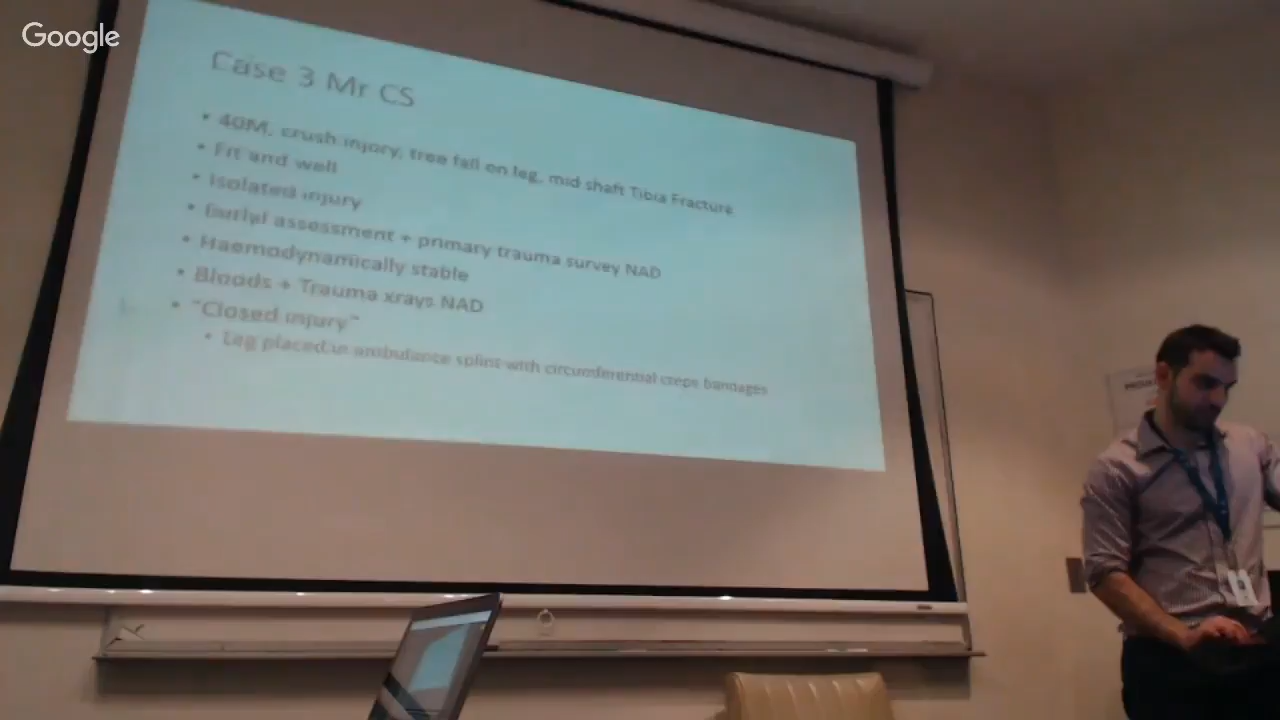 Google
Case 3 Mr CS
• 40M, crush injury, tree fall on leg, mid shaft Tibia Fracture
• Fit and well
• Isolated injury
• assessment + primary trauma survey NAD
• Haemodynamically stable
• Bloods + Trauma xrays NAD
• "Closed injury"
• Leg placed in ambulance splint with circumferential crepe bandages